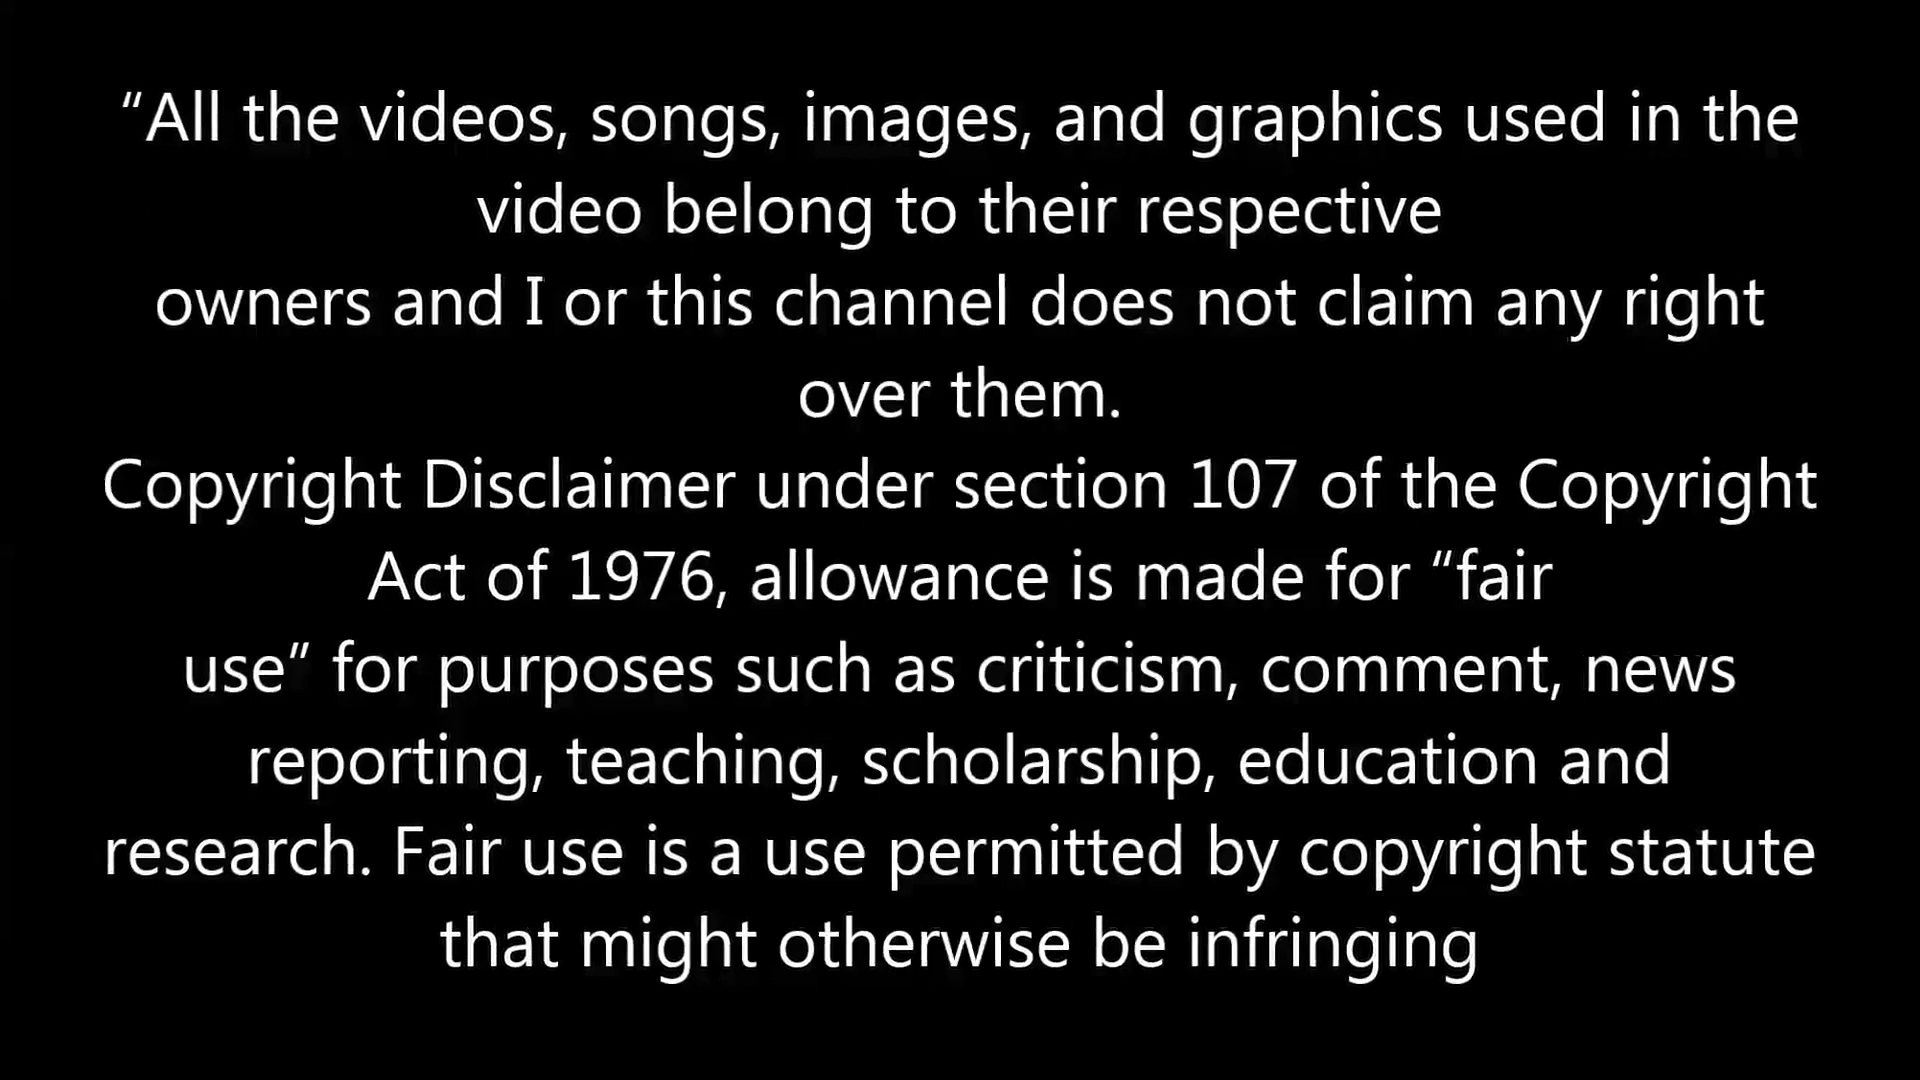 “All the videos, songs, images, and graphics used in the
video belong to their respective
owners and I or this channel does not claim any right
over them.
Copyright Disclaimer under section 107 of the Copyright
Act of 1976, allowance is made for “fair
use” for purposes such as criticism, comment, news
reporting, teaching, scholarship, education and
research. Fair use is a use permitted by copyright statute
that might otherwise be infringing